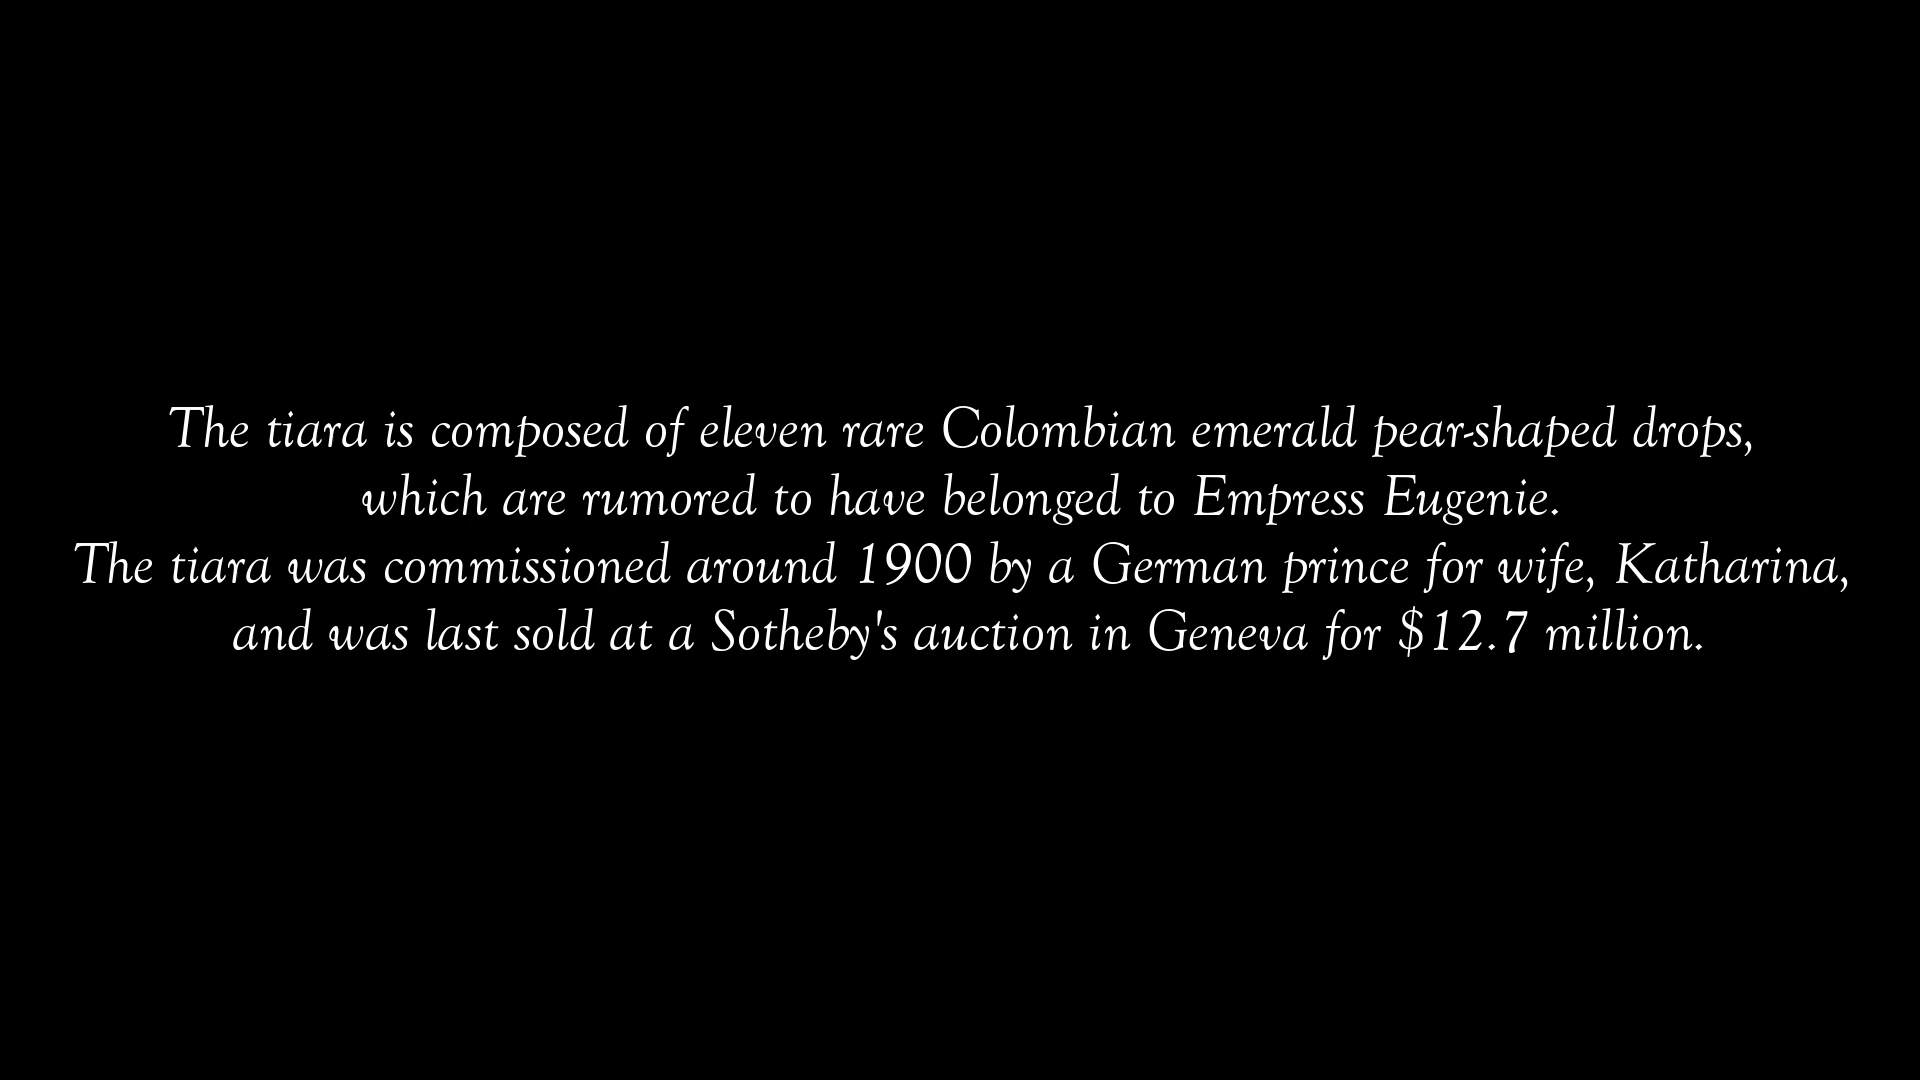 The tiara is composed of eleven rare Colombian emerald pear-shaped drops,
which are rumored to have belonged to Empress Eugenie.
The tiara was commissioned around 1900 by a German prince for wife, Katharina,
and was last sold at a Sotheby's auction in Geneva for $12.7 million.